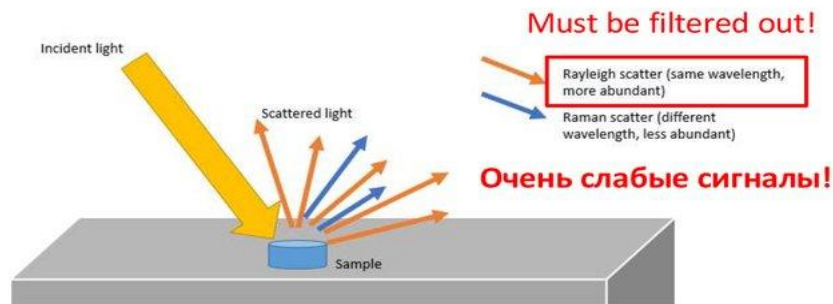 Must be filtered out!
Incident light
Rayleigh scatter (same wavelength,
more abundant)
Scattered light
Raman scatter (different
wavelength, less abundant)
Очень слабые сигналы!
Sample